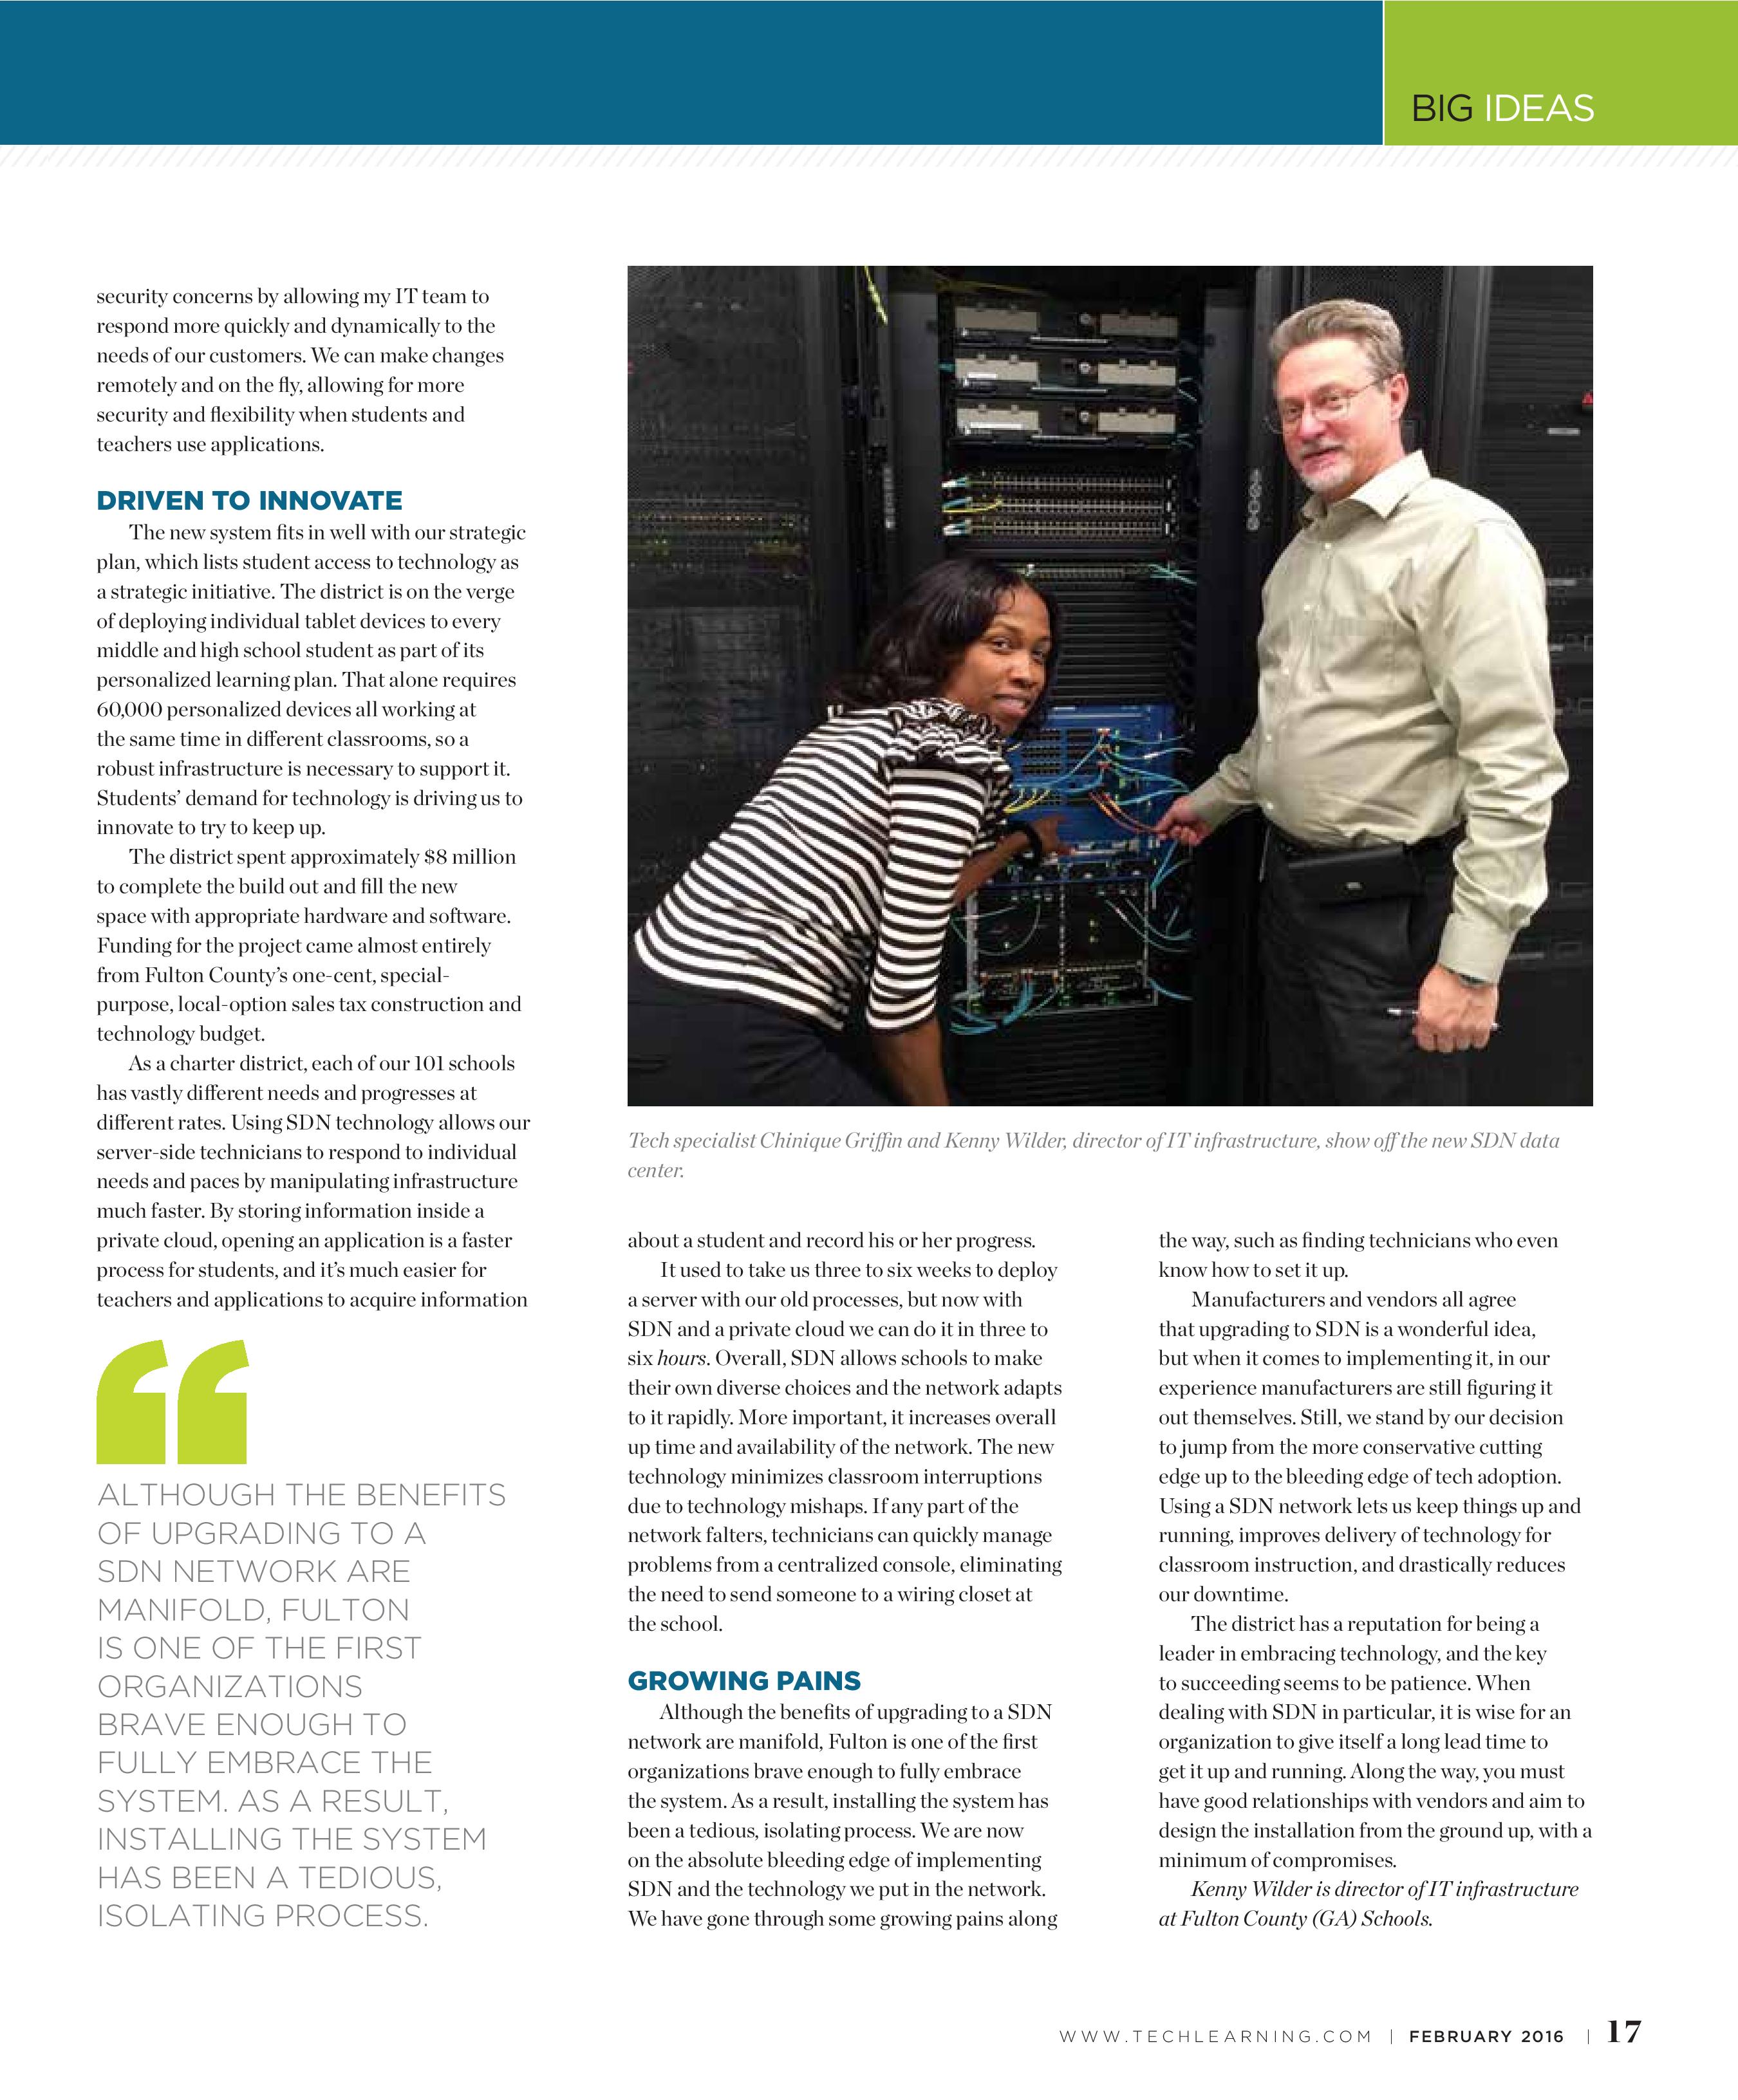 BIG IDEAS
security concerns by allowing my IT team to
respond more quickly and dynamically to the
needs of our customers. We can make changes
remotely and on the fly, allowing for more
security and flexibility when students and
teachers use applications.
DRIVEN TO INNOVATE
The new system fits in well with our strategic
plan, which lists student access to technology as
a strategic initiative. The district is on the verge
of deploying individual tablet devices to every
middle and high school student as part of its
personalized learning plan. That alone requires
60,000 personalized devices all working at
the same time in different classrooms, so a
robust infrastructure is necessary to support it.
Students’ demand for technology is driving us to
innovate to try to keep up.
The district spent approximately $8 million
to complete the build out and fill the new
space with appropriate hardware and software.
Funding for the project came almost entirely
from Fulton County’s one-cent, special-
purpose, local-option sales tax construction and
technology budget.
As a charter district, each of our 101 schools
has vastly different needs and progresses at
different rates. Using SDN technology allows our
server-side technicians to respond to individual
needs and paces by manipulating infrastructure
much faster. By storing information inside a
private cloud, opening an application is a faster
process for students, and it’s much easier for
teachers and applications to acquire information
“
ALTHOUGH THE BENEFITS
OF UPGRADING TO A
SDN NETWORK ARE
MANIFOLD, FULTON
IS ONE OF THE FIRST
ORGANIZATIONS
BRAVE ENOUGH TO
FULLY EMBRACE THE
SYSTEM. AS A RESULT,
INSTALLING THE SYSTEM
HAS BEEN A TEDIOUS,
ISOLATING PROCESS.
Tech specialist Chinique Griffin and Kenny Wilder, director of IT infrastructure, show off the new SDN data
center.
about a student and record his or her progress.
It used to take us three to six weeks to deploy
a server with our old processes, but now with
SDN and a private cloud we can do it in three to
six hours. Overall, SDN allows schools to make
their own diverse choices and the network adapts
to it rapidly. More important, it increases overall
up time and availability of the network. The new
technology minimizes classroom interruptions
due to technology mishaps. If any part of the
network falters, technicians can quickly manage
problems from a centralized console, eliminating
the need to send someone to a wiring closet at
the school.
GROWING PAINS
Although the benefits of upgrading to a SDN
network are manifold, Fulton is one of the first
organizations brave enough to fully embrace
the system. As a result, installing the system has
been a tedious, isolating process. We are now
on the absolute bleeding edge of implementing
SDN and the technology we put in the network.
We have gone through some growing pains along
the way, such as finding technicians who even
know how to set it up.
Manufacturers and vendors all agree
that upgrading to SDN is a wonderful idea,
but when it comes to implementing it, in our
experience manufacturers are still figuring it
out themselves. Still, we stand by our decision
to jump from the more conservative cutting
edge up to the bleeding edge of tech adoption.
Using a SDN network lets us keep things up and
running, improves delivery of technology for
classroom instruction, and drastically reduces
our downtime.
The district has a reputation for being a
leader in embracing technology, and the key
to succeeding seems to be patience. When
dealing with SDN in particular, it is wise for an
organization to give itself a long lead time to
get it up and running. Along the way, you must
have good relationships with vendors and aim to
design the installation from the ground up, with a
minimum of compromises.
Kenny Wilder is director of IT infrastructure
at Fulton County (GA) Schools.
WWW.TECHLEARNING.COM | FEBRUARY 2016 | 17